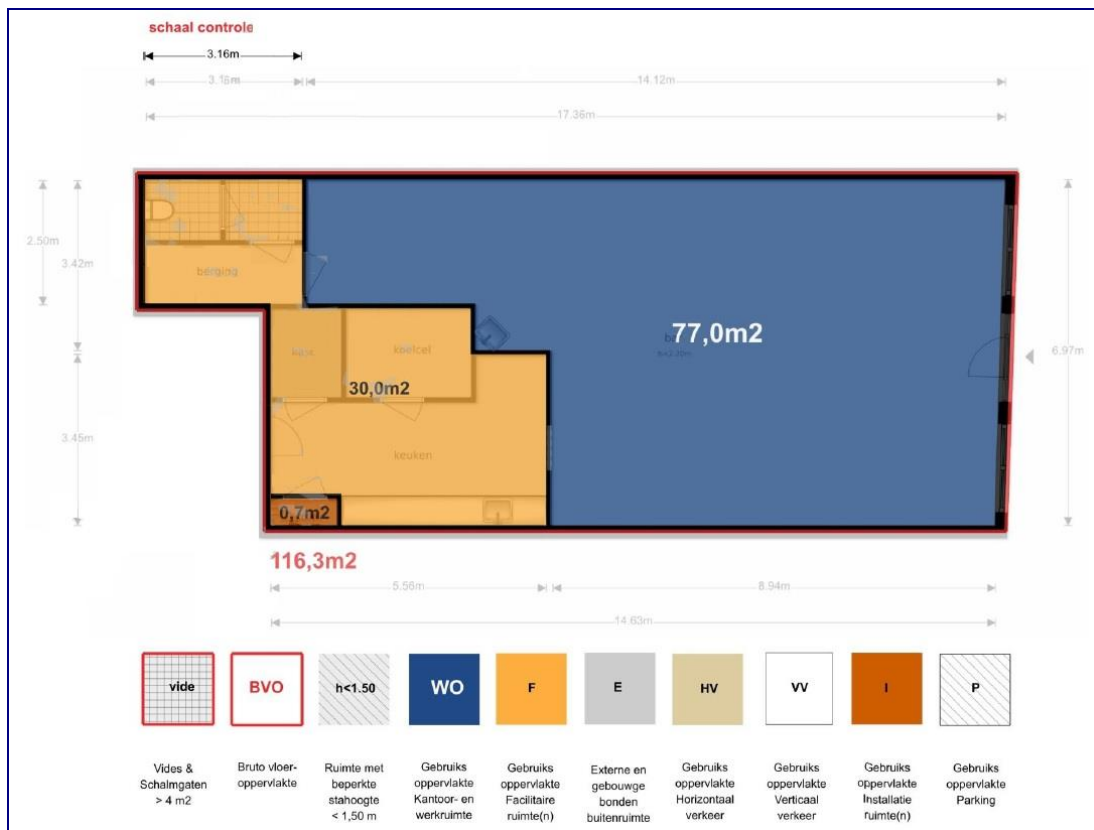 schaal controle
3.16m
3.16m
14.12m
17.36m
2.50m
3.42m
berging
77,0m2
6.97m
kast
koelcel
30,0m2
3.45m
keuken
0,7m2
116,3m2
5.56m
8.94m
14.63m
vide
BVO
h<1.50
WO
F
E
HV
VV
I
P
Vides &
Schalmgaten
> 4 m2
Bruto vloer-
oppervlakte
Ruimte met
beperkte
stahoogte
< 1,50 m
Gebruiks
oppervlakte
Kantoor- en
werkruimte
Gebruiks
oppervlakte
Facilitaire
ruimte(n)
Externe en
gebouwge
bonden
buitenruimte
Gebruiks
oppervlakte
Horizontaal
verkeer
Gebruiks
oppervlakte
Verticaal
verkeer
Gebruiks
oppervlakte
Installatie
ruimte(n)
Gebruiks
oppervlakte
Parking